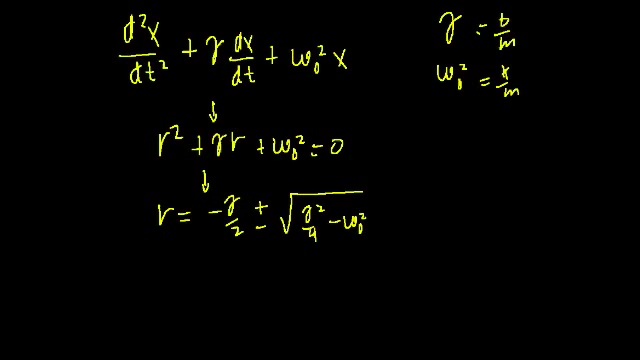 d²x/dt² + γ dx/dt + ω₀² x
γ = b/m
ω₀² = k/m
↓
r² + γr + ω₀² = 0
↓
r = -γ/2 ± √(γ²/4 - ω₀²)